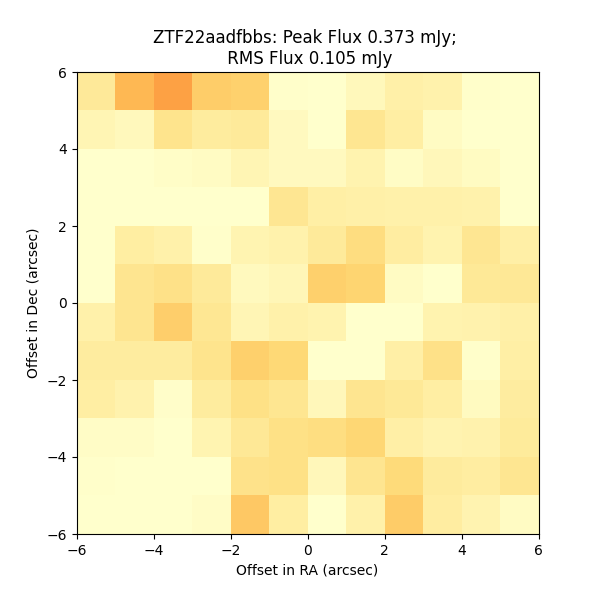 ZTF22aadfbbs: Peak Flux 0.373 mJy;
RMS Flux 0.105 mJy
6
4
2
0
−2
−4
−6
Offset in Dec (arcsec)
−6 −4 −2 0 2 4 6
Offset in RA (arcsec)